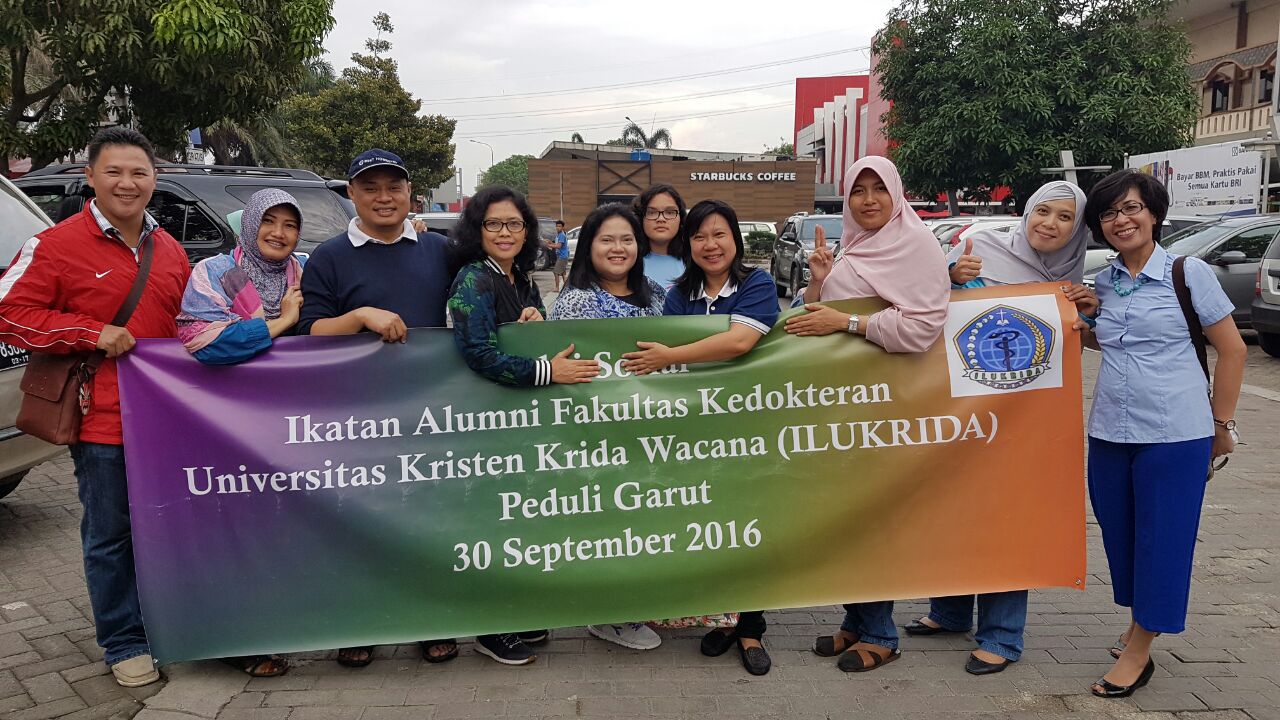 STARBUCKS COFFEE
Bayar BBM, Praktis Pakai
Semua Kartu BRI
Ikatan Alumni Fakultas Kedokteran
Universitas Kristen Krida Wacana (ILUKRIDA)
Peduli Garut
30 September 2016
ILUKRIDA